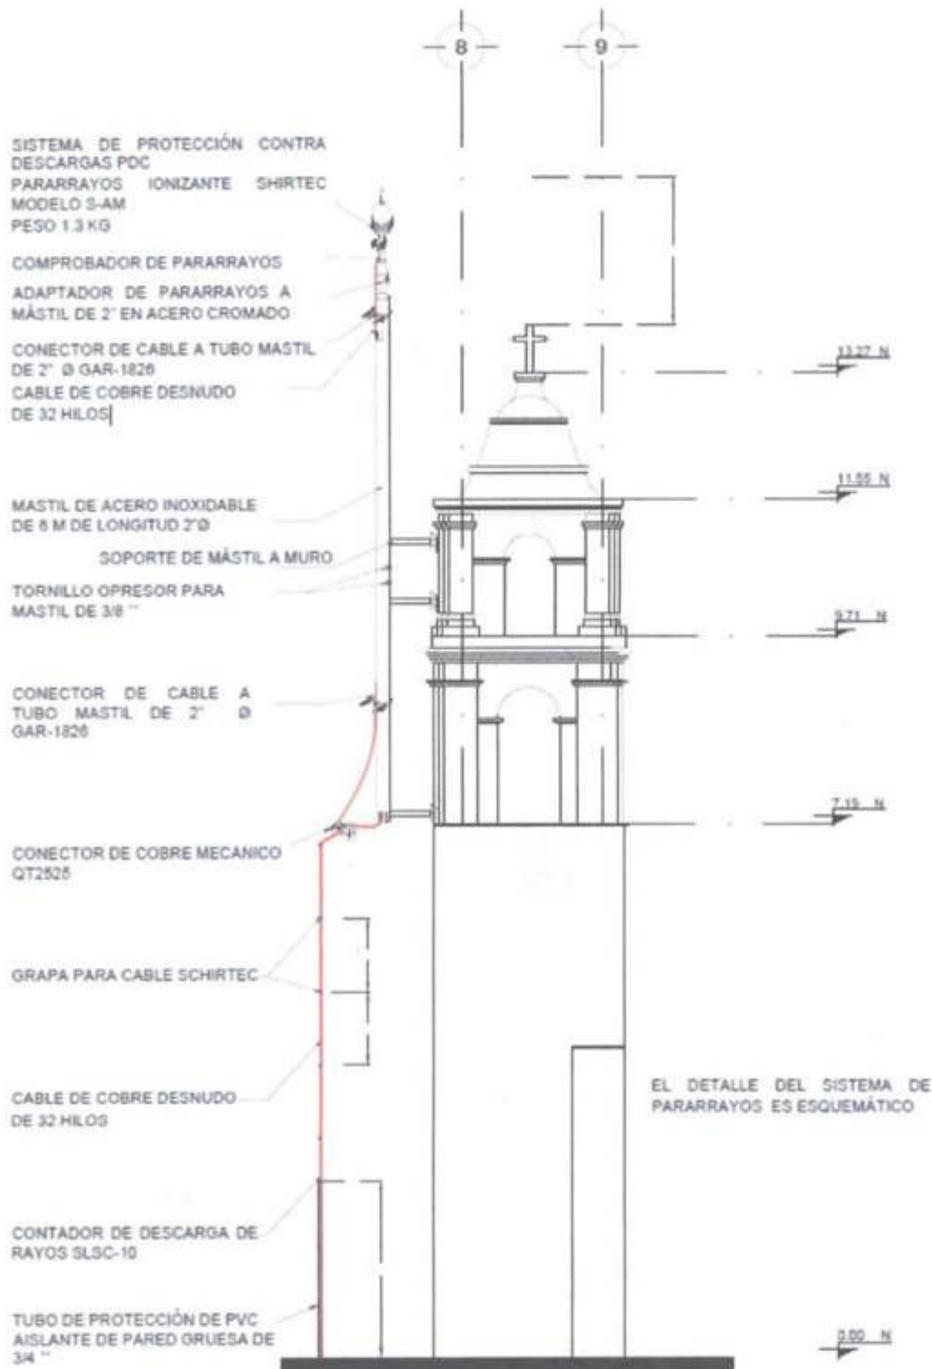 8
9
SISTEMA DE PROTECCIÓN CONTRA
DESCARGAS PDC
PARARRAYOS IONIZANTE SHIRTEC
MODELO S-AM
PESO 1.3 KG
COMPROBADOR DE PARARRAYOS
ADAPTADOR DE PARARRAYOS A
MÁSTIL DE 2" EN ACERO CROMADO
CONECTOR DE CABLE A TUBO MASTIL
DE 2" Ø GAR-1826
CABLE DE COBRE DESNUDO
DE 32 HILOS
13.27 N
MASTIL DE ACERO INOXIDABLE
DE 6 M DE LONGITUD 2"Ø
11.55 N
SOPORTE DE MÁSTIL A MURO
TORNILLO OPRESOR PARA
MASTIL DE 3/8 "
9.71 N
CONECTOR DE CABLE A
TUBO MASTIL DE 2" Ø
GAR-1826
7.19 N
CONECTOR DE COBRE MECANICO
QT2525
GRAPA PARA CABLE SCHIRTEC
CABLE DE COBRE DESNUDO
DE 32 HILOS
EL DETALLE DEL SISTEMA DE
PARARRAYOS ES ESQUEMÁTICO
CONTADOR DE DESCARGA DE
RAYOS SLSC-10
TUBO DE PROTECCIÓN DE PVC
AISLANTE DE PARED GRUESA DE
3/4 "
0.00 N